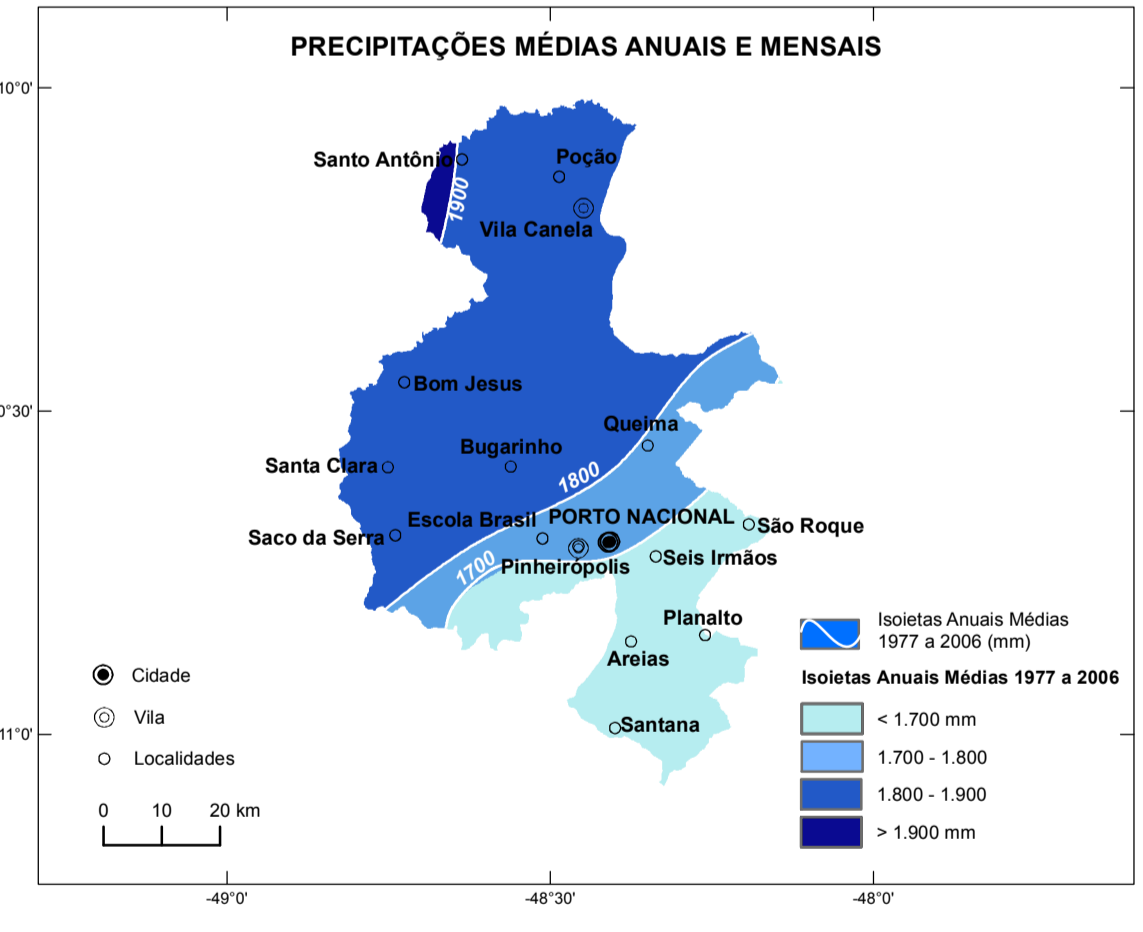 PRECIPITAÇÕES MÉDIAS ANUAIS E MENSAIS
10°0'
Santo Antônio
Poção
1900
Vila Canela
Bom Jesus
0°30'
Queima
Bugarinho
Santa Clara
1800
Escola Brasil
PORTO NACIONAL
São Roque
Saco da Serra
Seis Irmãos
1700
Pinheirópolis
Planalto
Areias
Santana
11°0'
Isoietas Anuais Médias
1977 a 2006 (mm)
Isoietas Anuais Médias 1977 a 2006
< 1.700 mm
1.700 - 1.800
1.800 - 1.900
> 1.900 mm
Cidade
Vila
Localidades
0 10 20 km
-49°0'
-48°30'
-48°0'